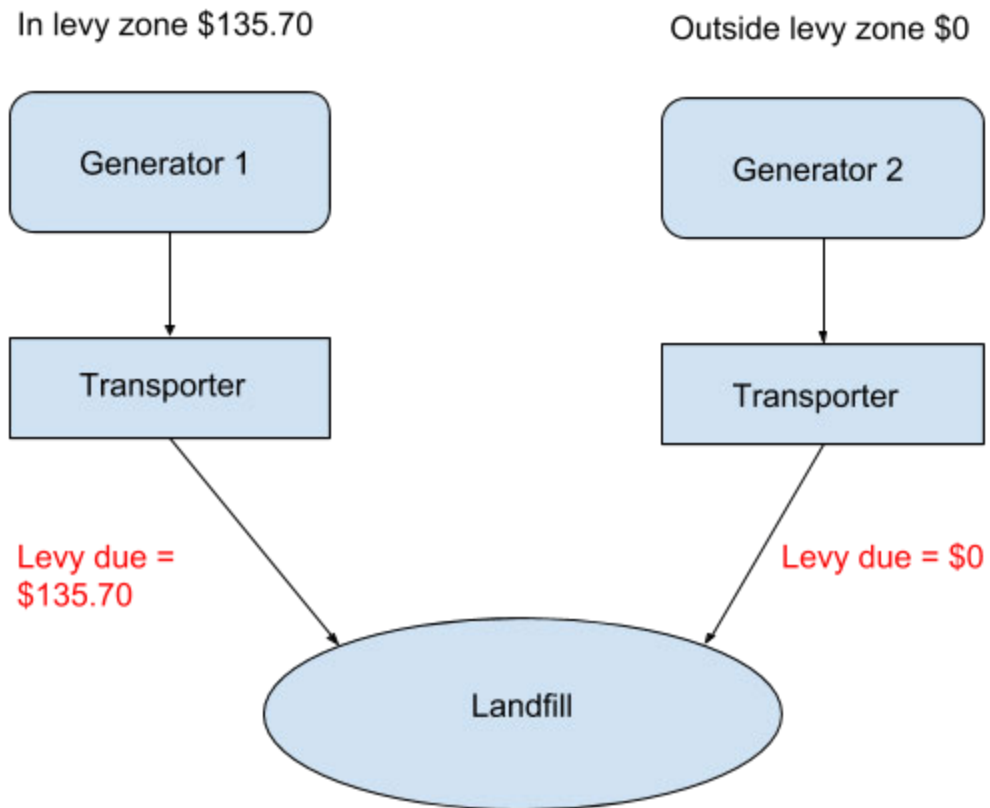 In levy zone $135.70
Outside levy zone $0
Generator 1
Generator 2
Transporter
Transporter
Levy due =
$135.70
Levy due = $0
Landfill